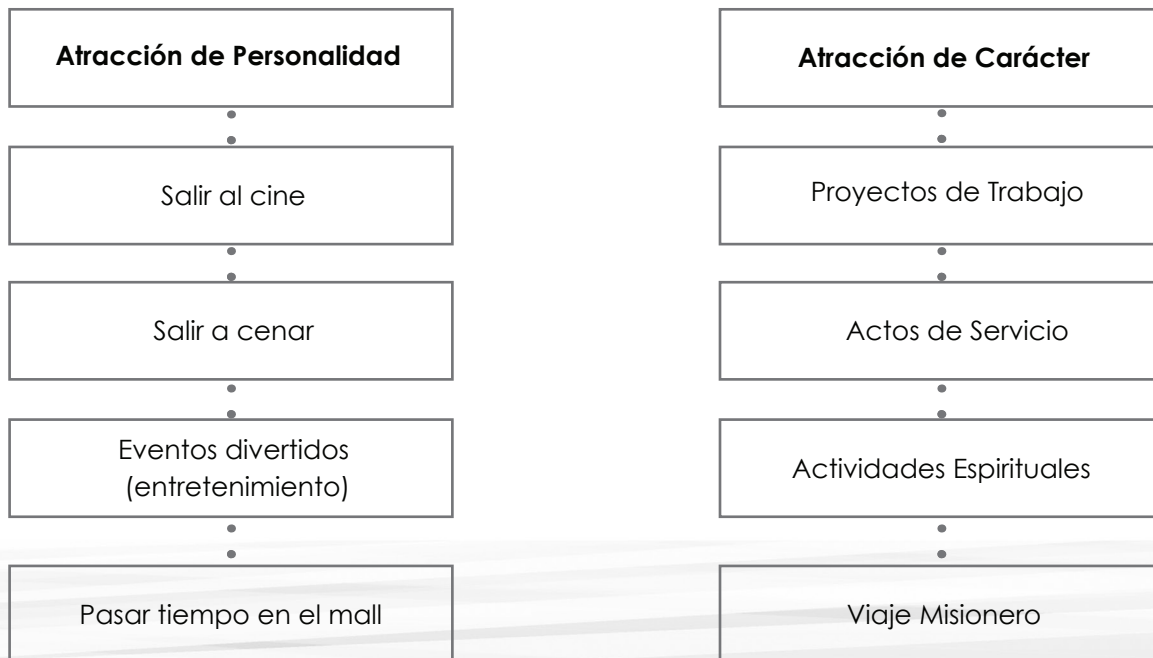 Atracción de Personalidad
Salir al cine
Salir a cenar
Eventos divertidos
(entretenimiento)
Pasar tiempo en el mall
Atracción de Carácter
Proyectos de Trabajo
Actos de Servicio
Actividades Espirituales
Viaje Misionero